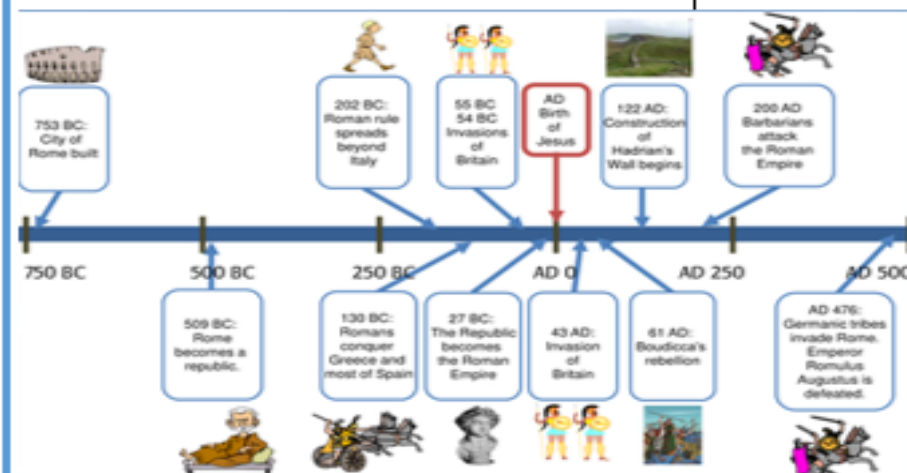 753 BC:
City of
Rome built
202 BC:
Roman rule
spreads
beyond
Italy
55 BC
54 BC
Invasions
of
Britain
AD
Birth
of
Jesus
122 AD:
Construction
of
Hadrian's
Wall begins
200 AD
Barbarians
attack
the Roman
Empire
750 BC
500 BC
250 BC
AD 0
AD 250
AD 500
509 BC:
Rome
becomes a
republic.
130 BC:
Romans
conquer
Greece and
most of Spain
27 BC:
The Republic
becomes
the Roman
Empire
43 AD:
Invasion
of
Britain
61 AD:
Boudicca's
rebellion
AD 476:
Germanic tribes
invade Rome.
Emperor
Romulus
Augustus is
defeated.